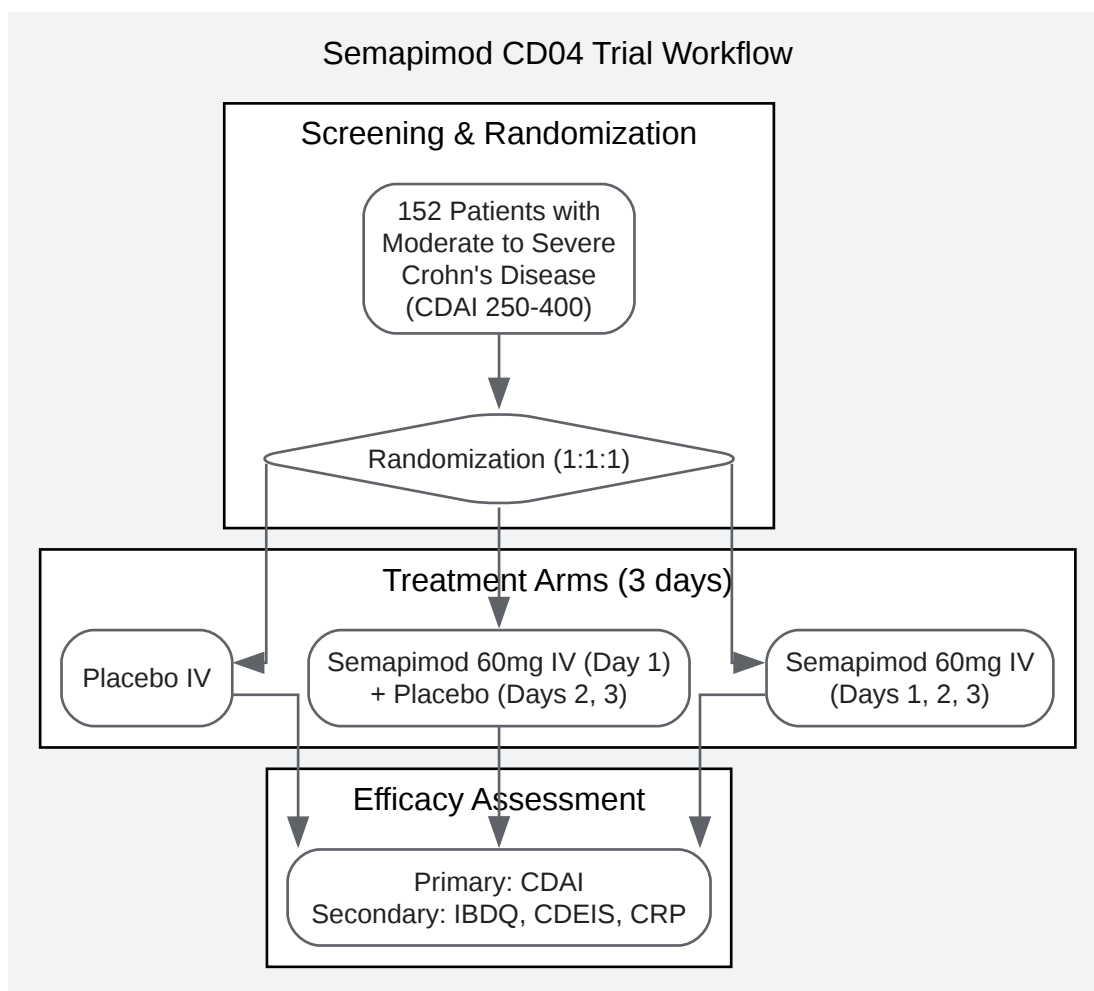 Semapimod CD04 Trial Workflow
Screening & Randomization
152 Patients with
Moderate to Severe
Crohn's Disease
(CDAI 250-400)
Randomization (1:1:1)
Treatment Arms (3 days)
Placebo IV
Semapimod 60mg IV (Day 1)
+ Placebo (Days 2, 3)
Semapimod 60mg IV
(Days 1, 2, 3)
Efficacy Assessment
Primary: CDAI
Secondary: IBDQ, CDEIS, CRP